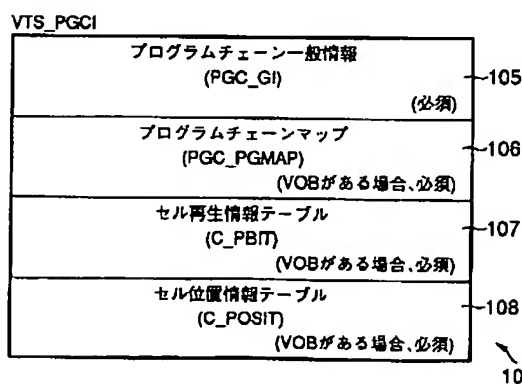 VTS_PGCI
プログラムチェーン一般情報
(PGC_GI)
(必須)
105
プログラムチェーンマップ
(PGC_PGMAP)
(VOBがある場合、必須)
106
セル再生情報テーブル
(C_PBIT)
(VOBがある場合、必須)
107
セル位置情報テーブル
(C_POSIT)
(VOBがある場合、必須)
108
10